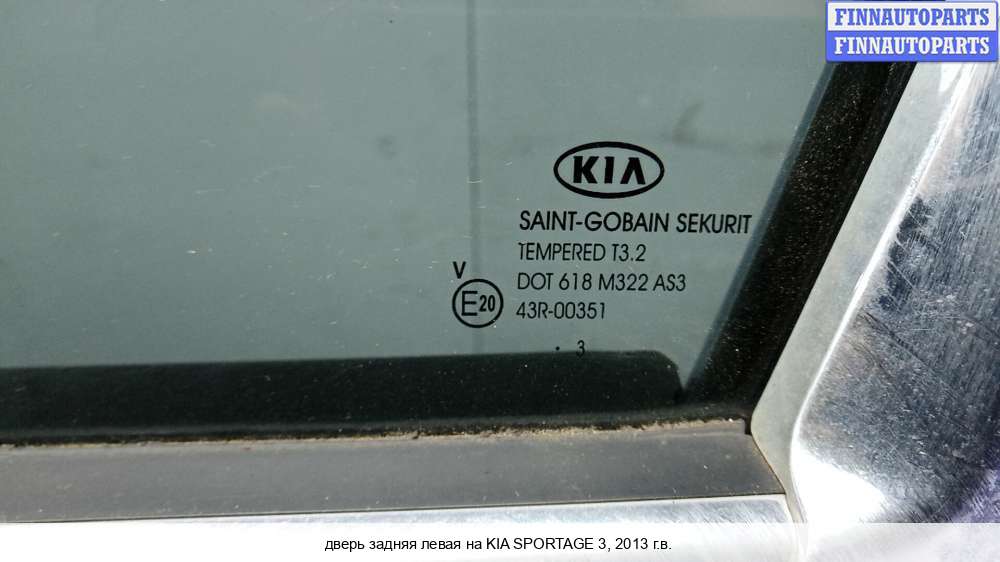 FINNAUTOPARTS
FINNAUTOPARTS
KIA
SAINT-GOBAIN SEKURIT
TEMPERED T3.2
DOT 618 M322 AS3
V
E20
43R-00351
. 3
дверь задняя левая на KIA SPORTAGE 3, 2013 г.в.